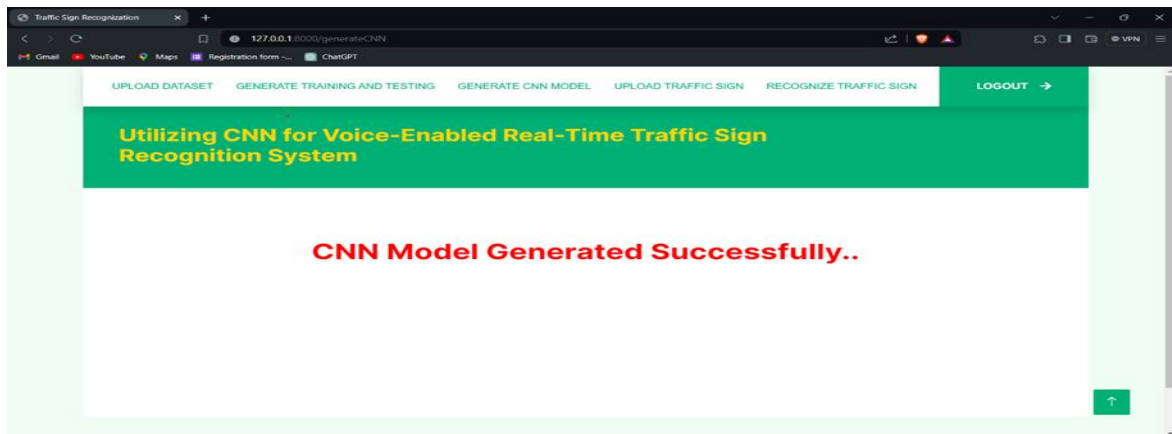 Traffic Sign Recognization
127.0.0.1:8000/generateCNN
VPN
Gmail YouTube Maps Registration form -... ChatGPT
UPLOAD DATASET GENERATE TRAINING AND TESTING GENERATE CNN MODEL UPLOAD TRAFFIC SIGN RECOGNIZE TRAFFIC SIGN LOGOUT →
Utilizing CNN for Voice-Enabled Real-Time Traffic Sign
Recognition System
CNN Model Generated Successfully..